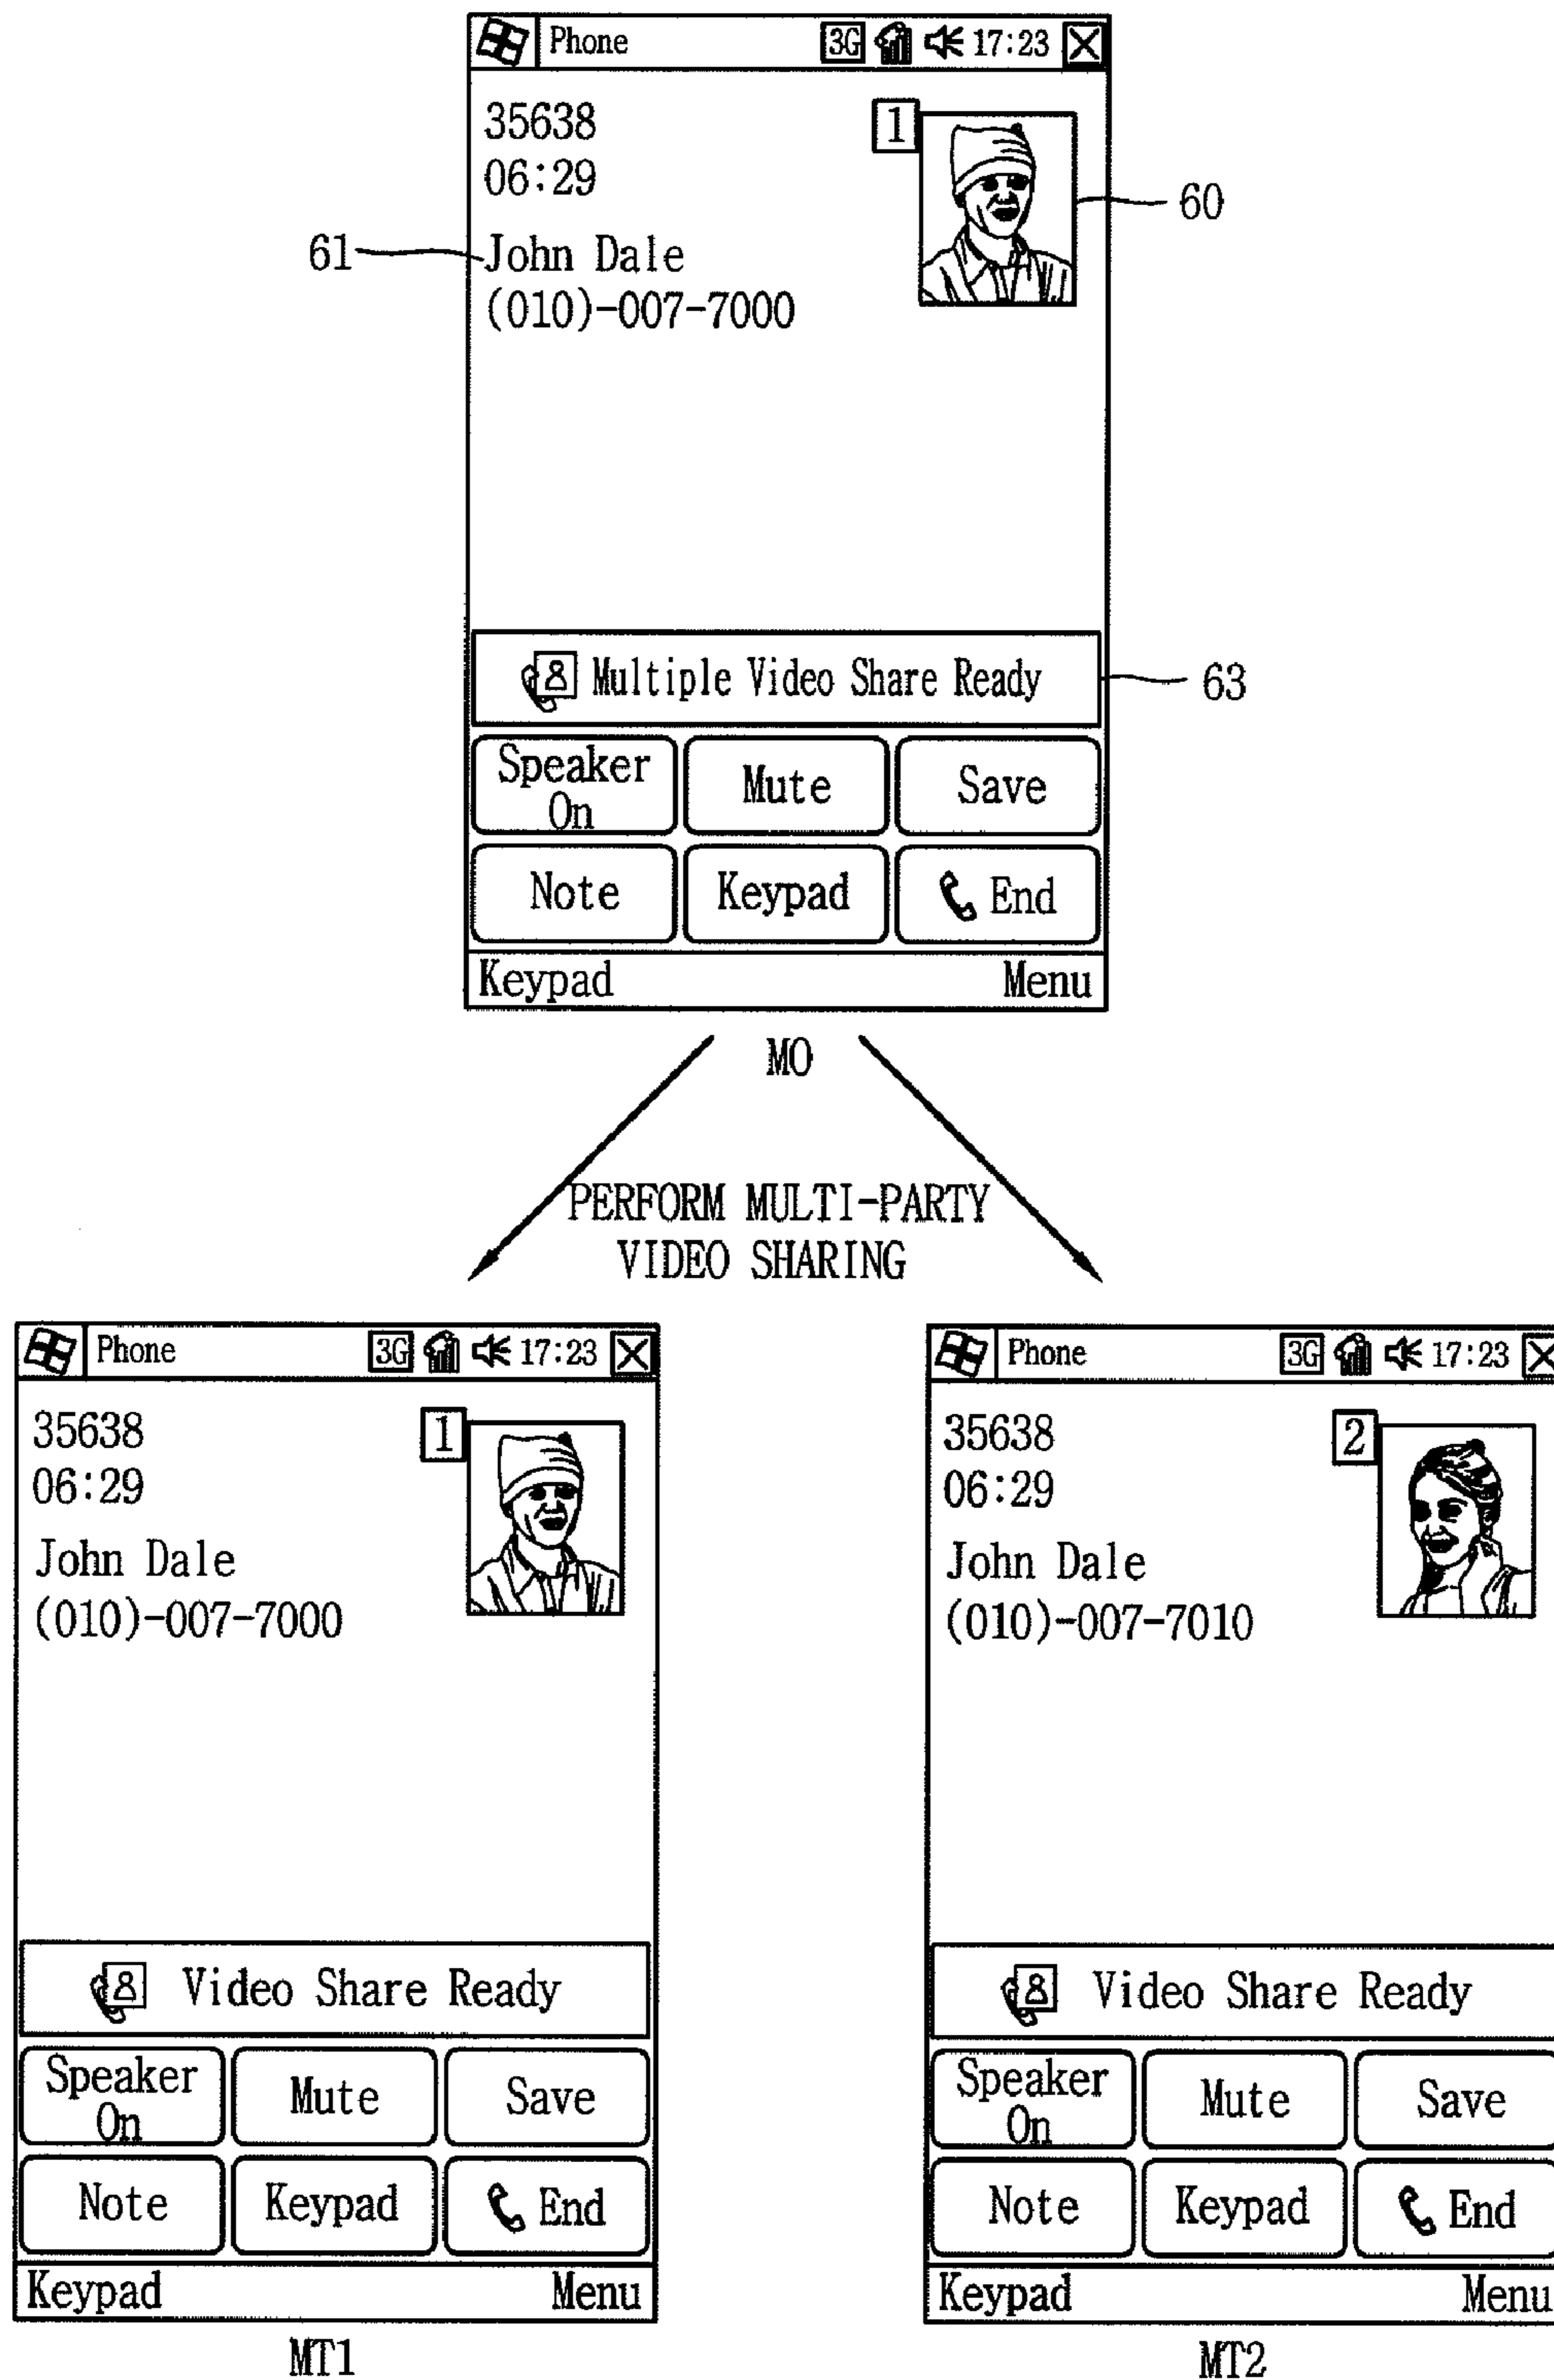 Phone 3G 17:23
35638
1
06:29
60
61
John Dale
(010)-007-7000
Multiple Video Share Ready
63
Speaker On
Mute
Save
Note
Keypad
End
Keypad
Menu
MO
PERFORM MULTI-PARTY
VIDEO SHARING
Phone 3G 17:23
35638
1
06:29
John Dale
(010)-007-7000
Video Share Ready
Speaker On
Mute
Save
Note
Keypad
End
Keypad
Menu
MT1
Phone 3G 17:23
35638
2
06:29
John Dale
(010)-007-7010
Video Share Ready
Speaker On
Mute
Save
Note
Keypad
End
Keypad
Menu
MT2